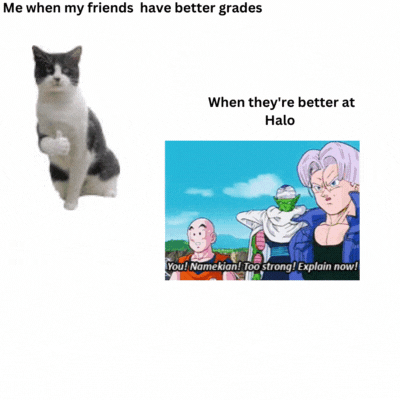 Me when my friends  have better grades
When they're better at
Halo
You! Namekian! Too strong! Explain now!